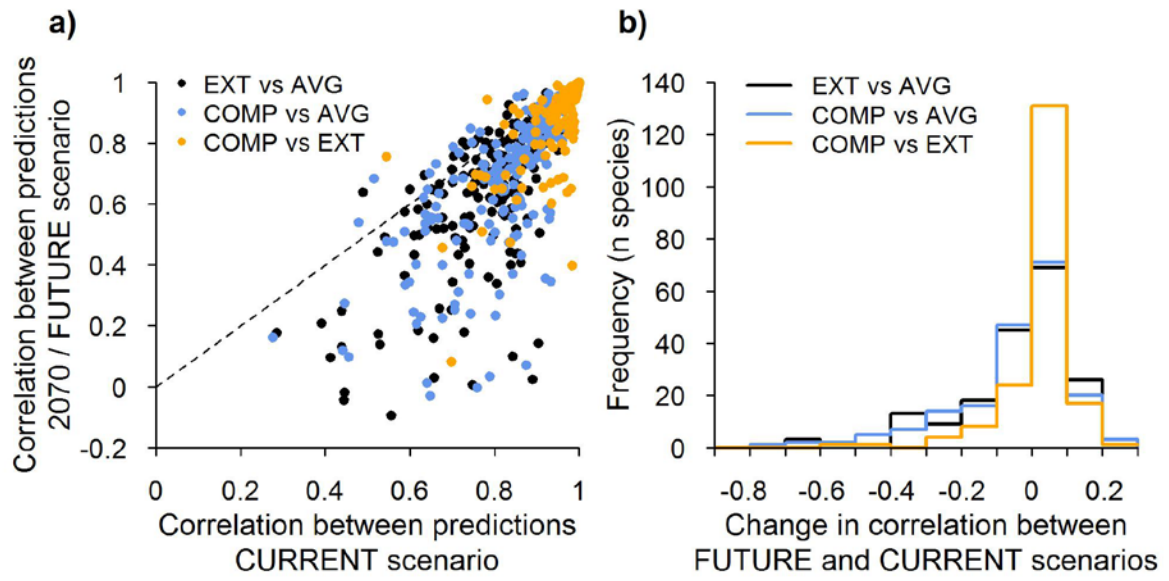 a)
Correlation between predictions
2070 / FUTURE scenario
1
0.8
0.6
0.4
0.2
0
-0.2
EXT vs AVG
COMP vs AVG
COMP vs EXT
0
0.2
0.4
0.6
0.8
1
Correlation between predictions
CURRENT scenario
b)
Frequency (n species)
140
120
100
80
60
40
20
0
EXT vs AVG
COMP vs AVG
COMP vs EXT
-0.8
-0.6
-0.4
-0.2
0
0.2
Change in correlation between
FUTURE and CURRENT scenarios